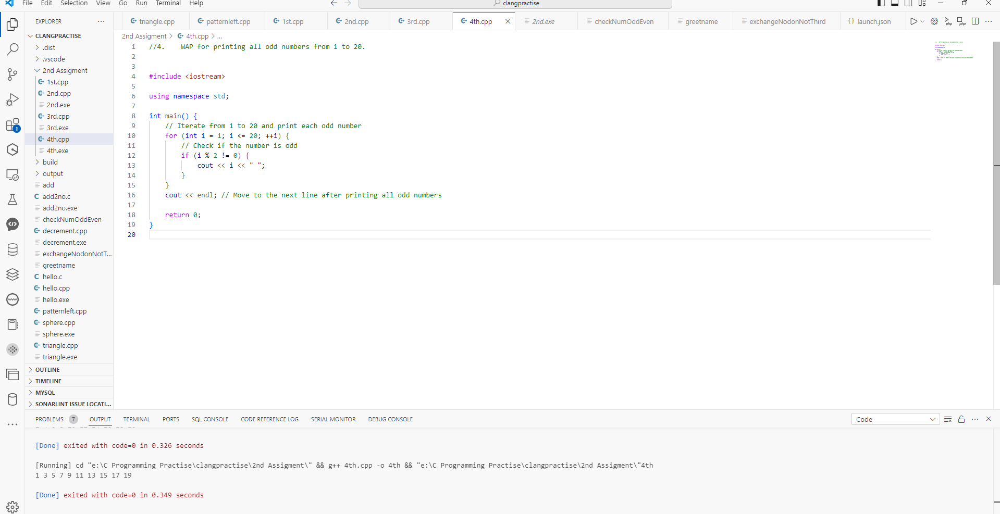 File Edit Selection View Go Run Terminal Help
clangpractise
EXPLORER
triangle.cpp patternleft.cpp 1st.cpp 2nd.cpp 3rd.cpp 4th.cpp 2nd.exe checkNumOddEven greetname exchangeNodonNotThird launch.json
php php
CLANGPRACTISE
.dist
.vscode
2nd Assigment
1st.cpp
2nd.cpp
2nd.exe
3rd.cpp
3rd.exe
4th.cpp
4th.exe
build
output
add
add2no.c
add2no.exe
checkNumOddEven
decrement.cpp
decrement.exe
exchangeNodonNotT...
greetname
hello.c
hello.cpp
hello.exe
patternleft.cpp
sphere.cpp
sphere.exe
triangle.cpp
triangle.exe
OUTLINE
TIMELINE
MYSQL
SONARLINT ISSUE LOCATI...
1
2nd Assigment > 4th.cpp > ...
1 //4.    WAP for printing all odd numbers from 1 to 20.
2
3
4 #include <iostream>
5
6 using namespace std;
7
8 int main() {
9     // Iterate from 1 to 20 and print each odd number
10     for (int i = 1; i <= 20; ++i) {
11         // Check if the number is odd
12         if (i % 2 != 0) {
13             cout << i << " ";
14         }
15     }
16     cout << endl; // Move to the next line after printing all odd numbers
17
18     return 0;
19 }
20
PROBLEMS 7 OUTPUT TERMINAL PORTS SQL CONSOLE CODE REFERENCE LOG SERIAL MONITOR DEBUG CONSOLE
Code
[Done] exited with code=0 in 0.326 seconds
[Running] cd "e:\C Programming Practise\clangpractise\2nd Assigment\" && g++ 4th.cpp -o 4th && "e:\C Programming Practise\clangpractise\2nd Assigment\"4th
1 3 5 7 9 11 13 15 17 19
[Done] exited with code=0 in 0.349 seconds